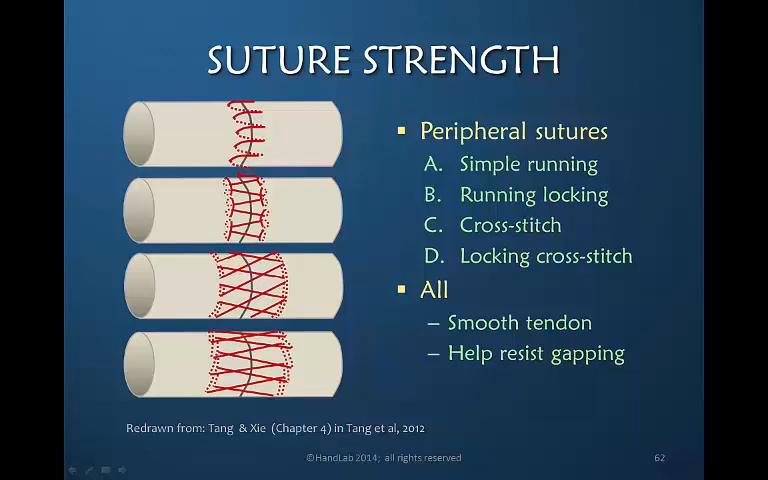 SUTURE STRENGTH
▪ Peripheral sutures
A. Simple running
B. Running locking
C. Cross-stitch
D. Locking cross-stitch
▪ All
– Smooth tendon
– Help resist gapping
Redrawn from: Tang & Xie (Chapter 4) in Tang et al, 2012
©HandLab 2014; all rights reserved
62